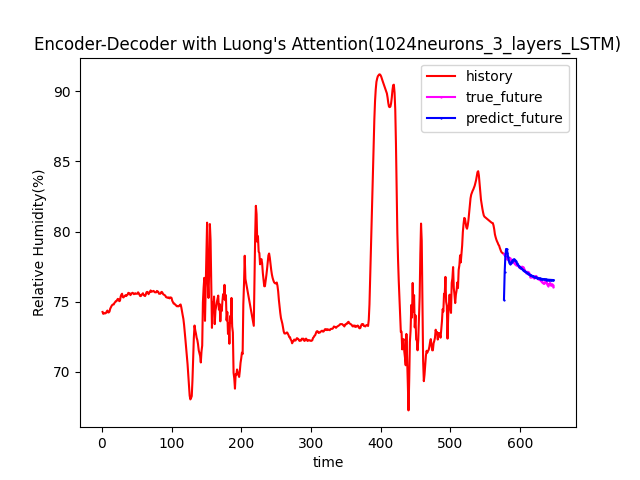 Encoder-Decoder with Luong's Attention(1024neurons_3_layers_LSTM)
history
true_future
predict_future
Relative Humidity(%)
90
85
80
75
70
0 100 200 300 400 500 600
time